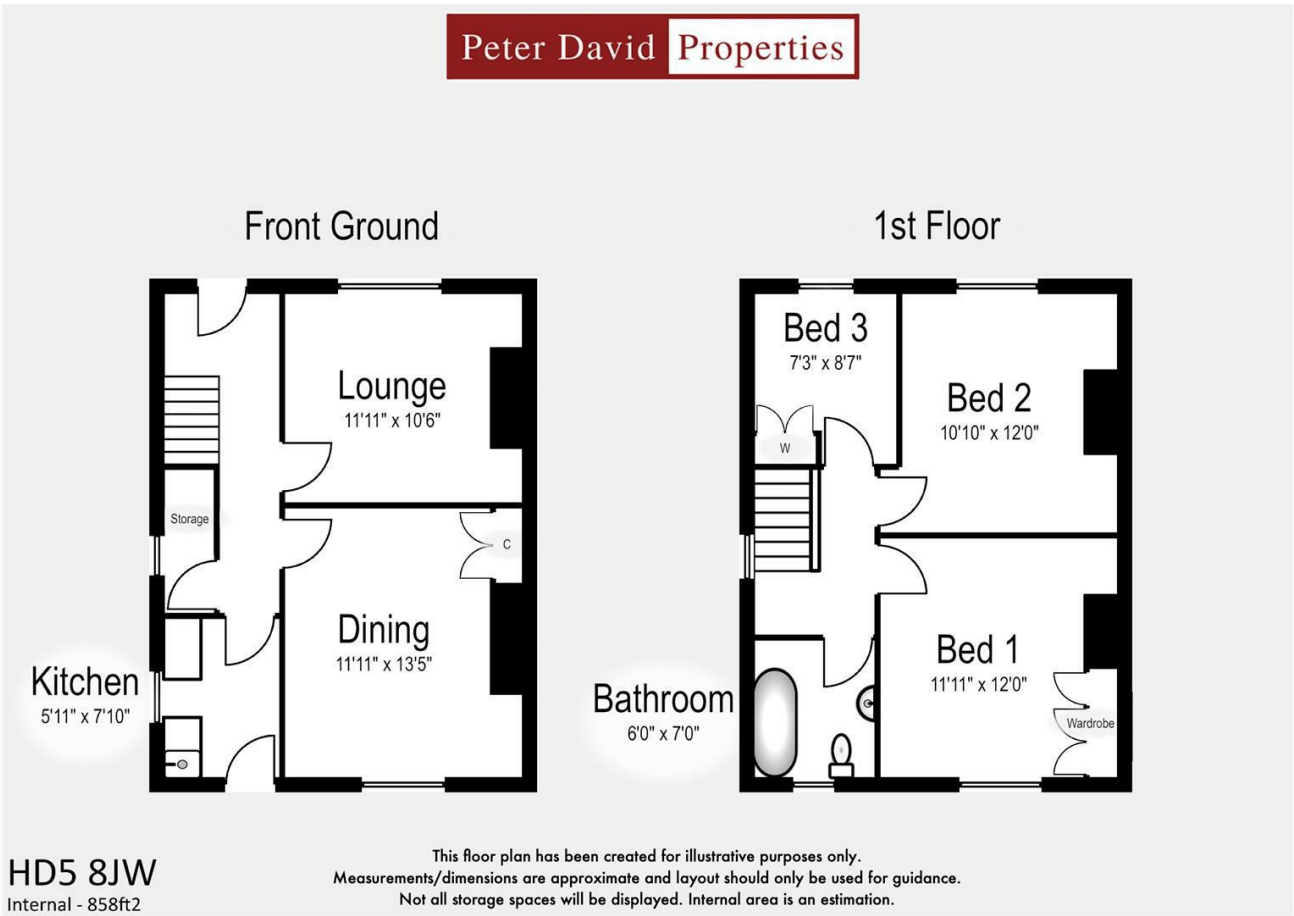 Peter David Properties
Front Ground
Lounge
11'11" x 10'6"
Storage
C
Dining
11'11" x 13'5"
Kitchen
5'11" x 7'10"
1st Floor
Bed 3
7'3" x 8'7"
W
Bed 2
10'10" x 12'0"
Bed 1
11'11" x 12'0"
Wardrobe
Bathroom
6'0" x 7'0"
HD5 8JW
Internal - 858ft2
This floor plan has been created for illustrative purposes only.
Measurements/dimensions are approximate and layout should only be used for guidance.
Not all storage spaces will be displayed. Internal area is an estimation.